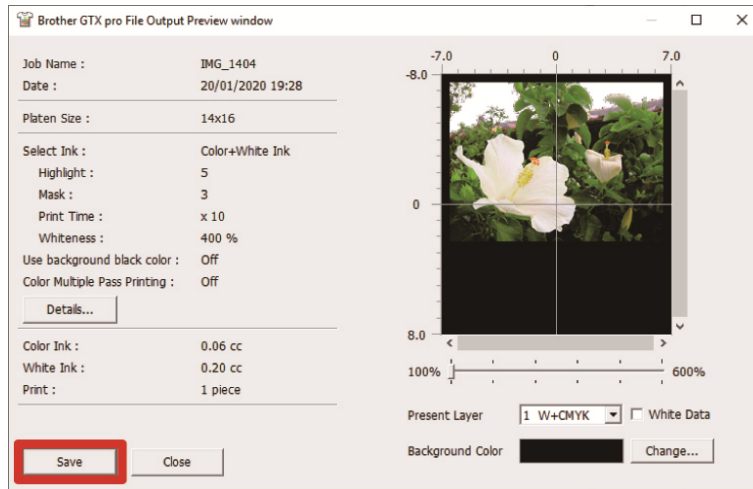 Brother GTX pro File Output Preview window
Job Name : IMG_1404
Date : 20/01/2020 19:28
Platen Size : 14x16
Select Ink : Color+White Ink
Highlight : 5
Mask : 3
Print Time : x 10
Whiteness : 400 %
Use background black color : Off
Color Multiple Pass Printing : Off
Details...
Color Ink : 0.06 cc
White Ink : 0.20 cc
Print : 1 piece
Save Close
-7.0 0 7.0
-8.0
0
8.0
100% 600%
Present Layer 1 W+CMYK White Data
Background Color Change...